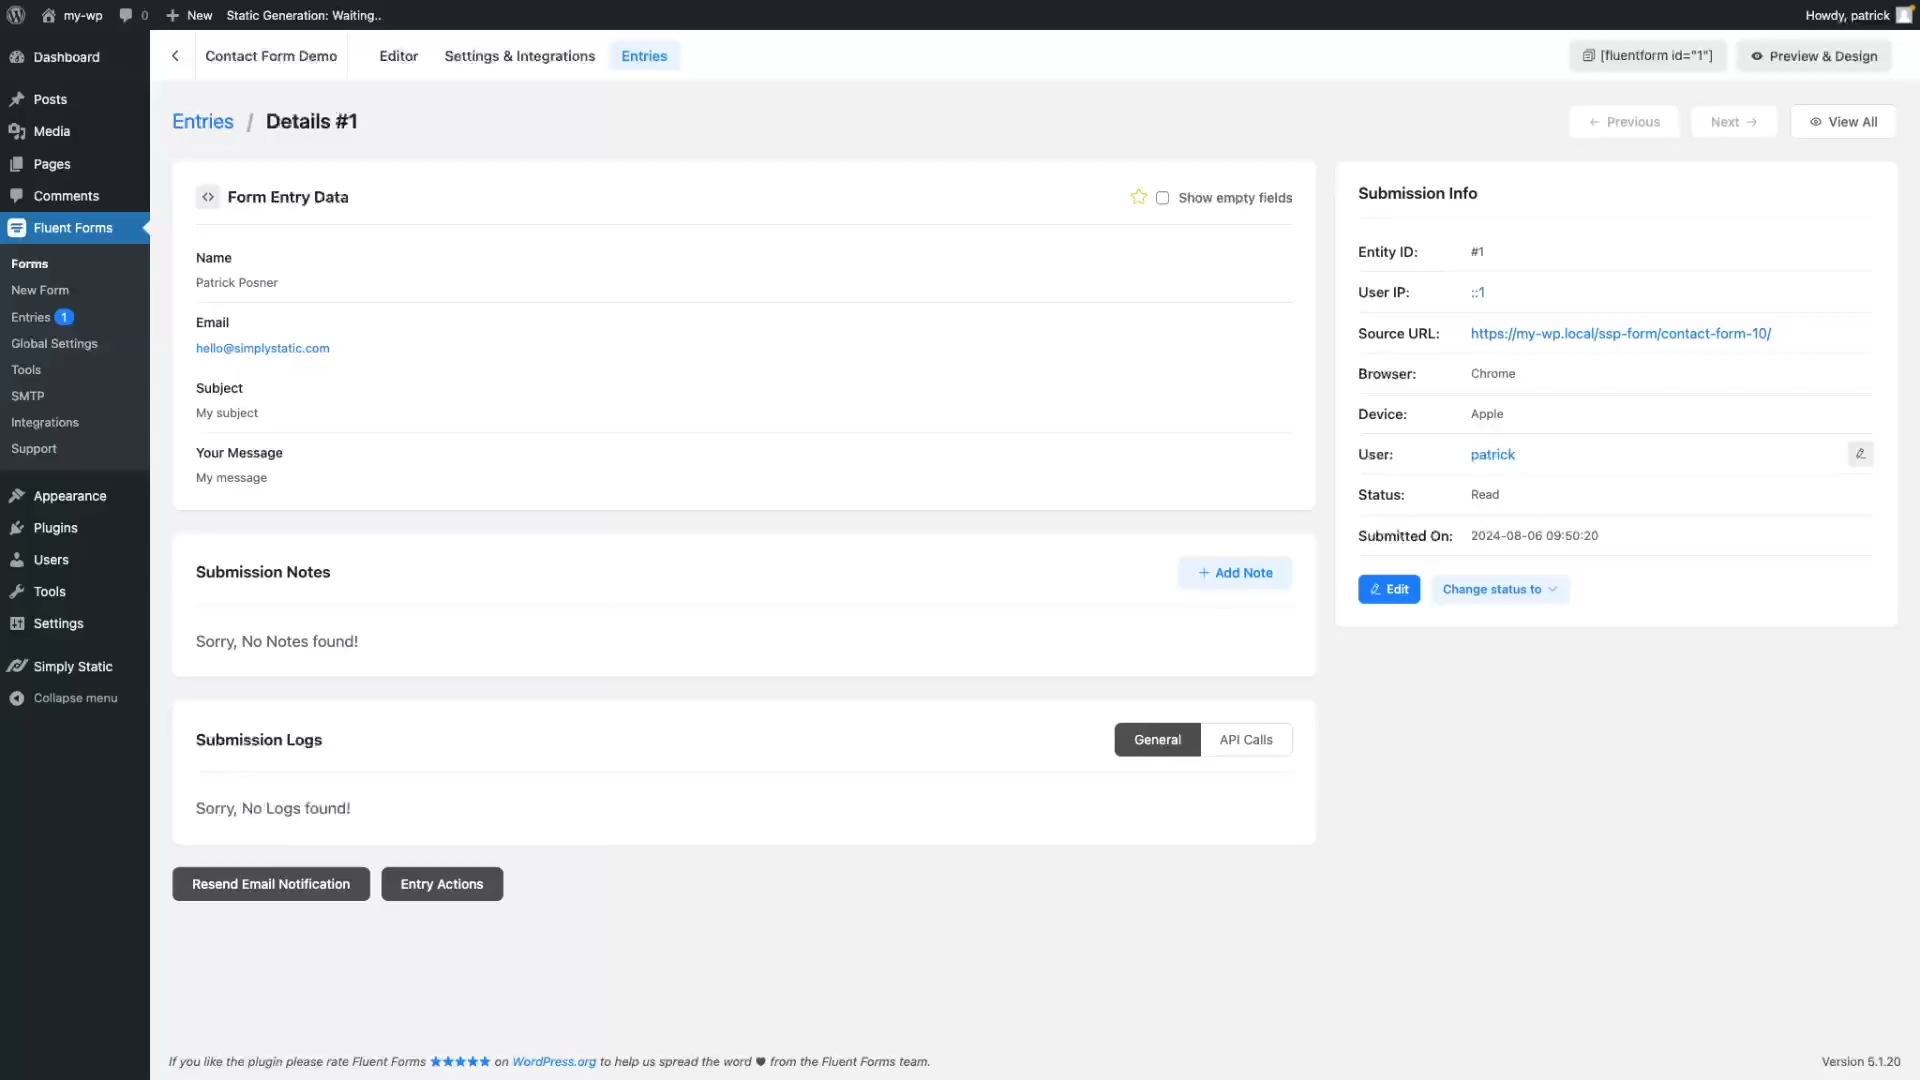 my-wp 0 New Static Generation: Waiting.. Howdy, patrick
Dashboard
Posts
Media
Pages
Comments
Fluent Forms
Forms
New Form
Entries 1
Global Settings
Tools
SMTP
Integrations
Support
Appearance
Plugins
Users
Tools
Settings
Simply Static
Collapse menu
Contact Form Demo Editor Settings & Integrations Entries [fluentform id="1"] Preview & Design
Entries / Details #1 ← Previous Next → View All
Form Entry Data Show empty fields
Name
Patrick Posner
Email
hello@simplystatic.com
Subject
My subject
Your Message
My message
Submission Notes + Add Note
Sorry, No Notes found!
Submission Logs General API Calls
Sorry, No Logs found!
Resend Email Notification Entry Actions
Submission Info
Entity ID: #1
User IP: ::1
Source URL: https://my-wp.local/ssp-form/contact-form-10/
Browser: Chrome
Device: Apple
User: patrick
Status: Read
Submitted On: 2024-08-06 09:50:20
Edit Change status to
If you like the plugin please rate Fluent Forms ★★★★★ on WordPress.org to help us spread the word ♥ from the Fluent Forms team.
Version 5.1.20